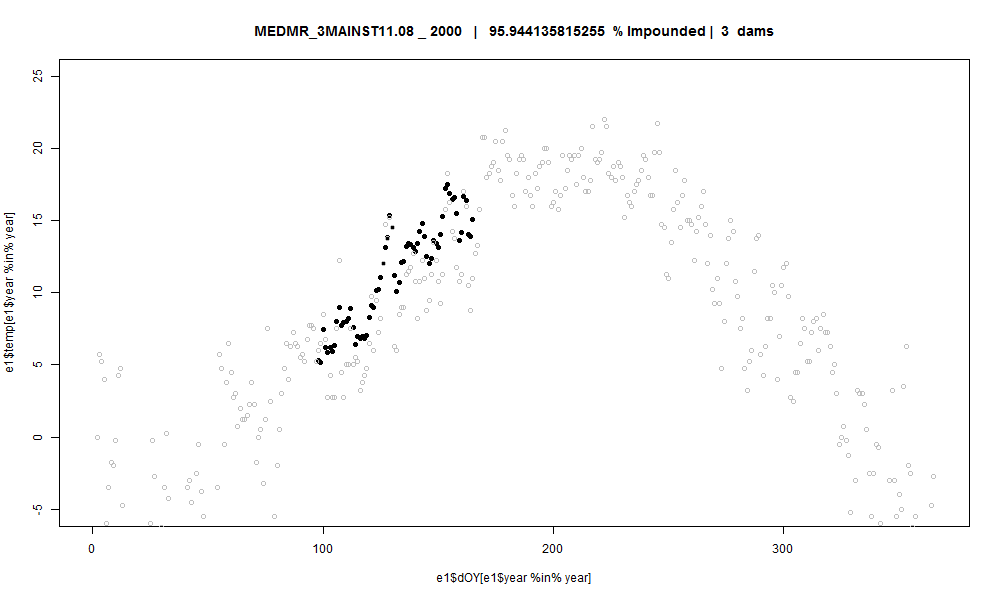 MEDMR_3MAINST11.08 _ 2000 | 95.944135815255 % Impounded | 3 dams
25
20
15
10
5
0
-5
e1$temp[e1$year %in% year]
0 100 200 300
e1$dOY[e1$year %in% year]